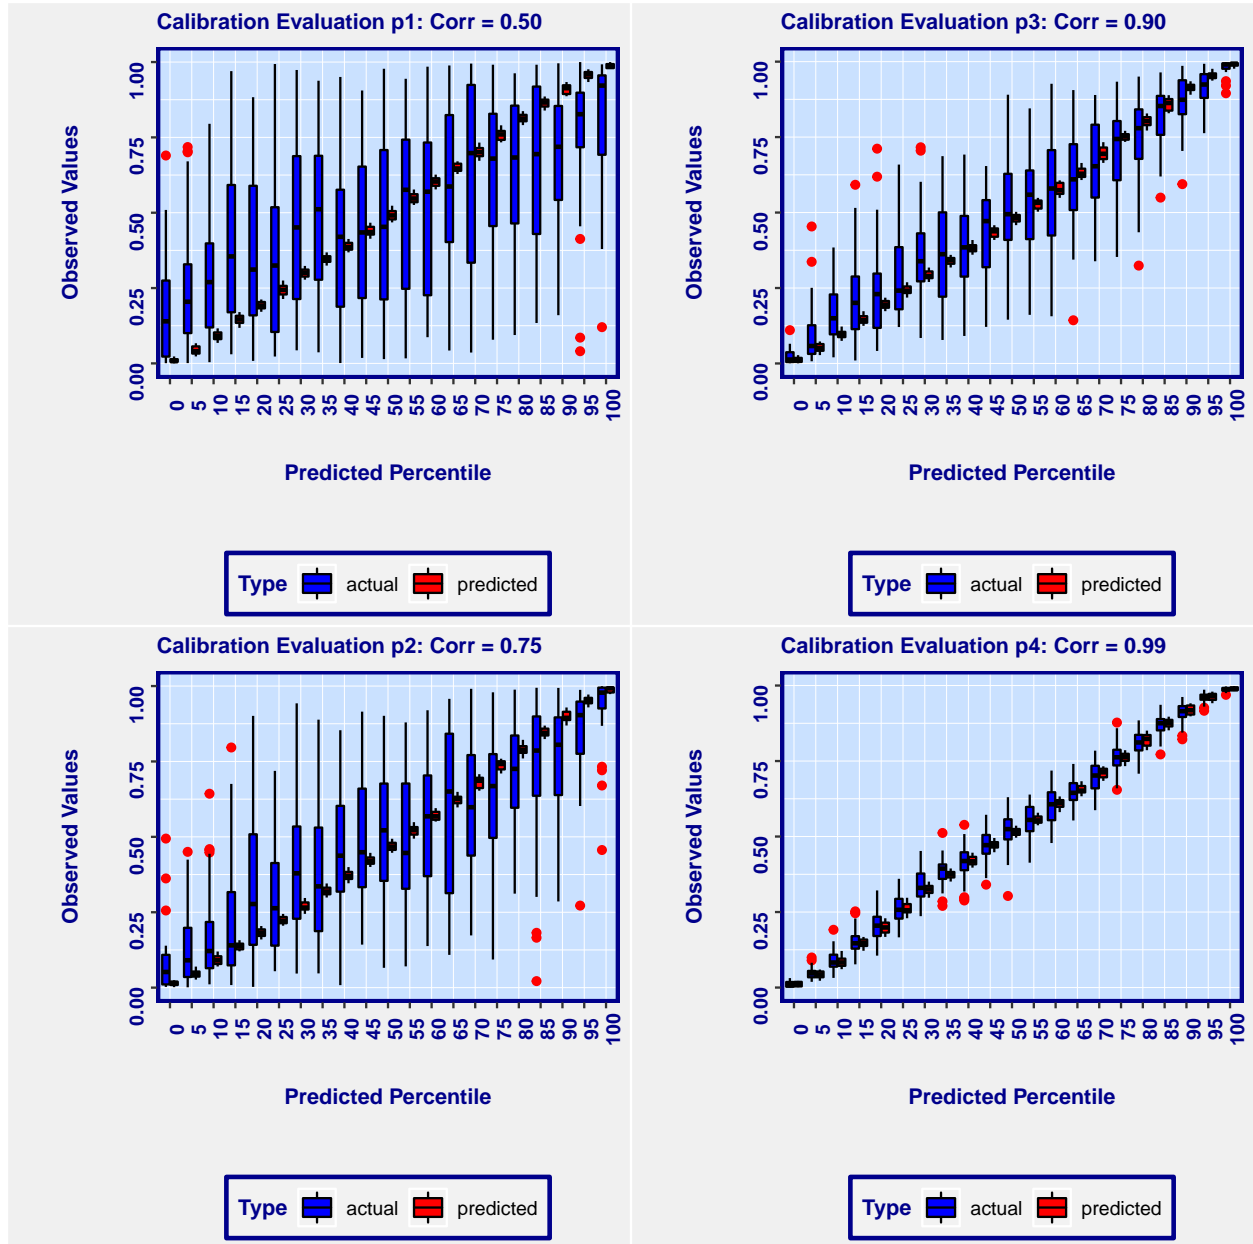 Calibration Evaluation p1: Corr = 0.50
Observed Values
1.00
0.75
0.50
0.25
0.00
0 5 10 15 20 25 30 35 40 45 50 55 60 65 70 75 80 85 90 95 100
Predicted Percentile
Type actual predicted
Calibration Evaluation p3: Corr = 0.90
Observed Values
1.00
0.75
0.50
0.25
0.00
0 5 10 15 20 25 30 35 40 45 50 55 60 65 70 75 80 85 90 95 100
Predicted Percentile
Type actual predicted
Calibration Evaluation p2: Corr = 0.75
Observed Values
1.00
0.75
0.50
0.25
0.00
0 5 10 15 20 25 30 35 40 45 50 55 60 65 70 75 80 85 90 95 100
Predicted Percentile
Type actual predicted
Calibration Evaluation p4: Corr = 0.99
Observed Values
1.00
0.75
0.50
0.25
0.00
0 5 10 15 20 25 30 35 40 45 50 55 60 65 70 75 80 85 90 95 100
Predicted Percentile
Type actual predicted